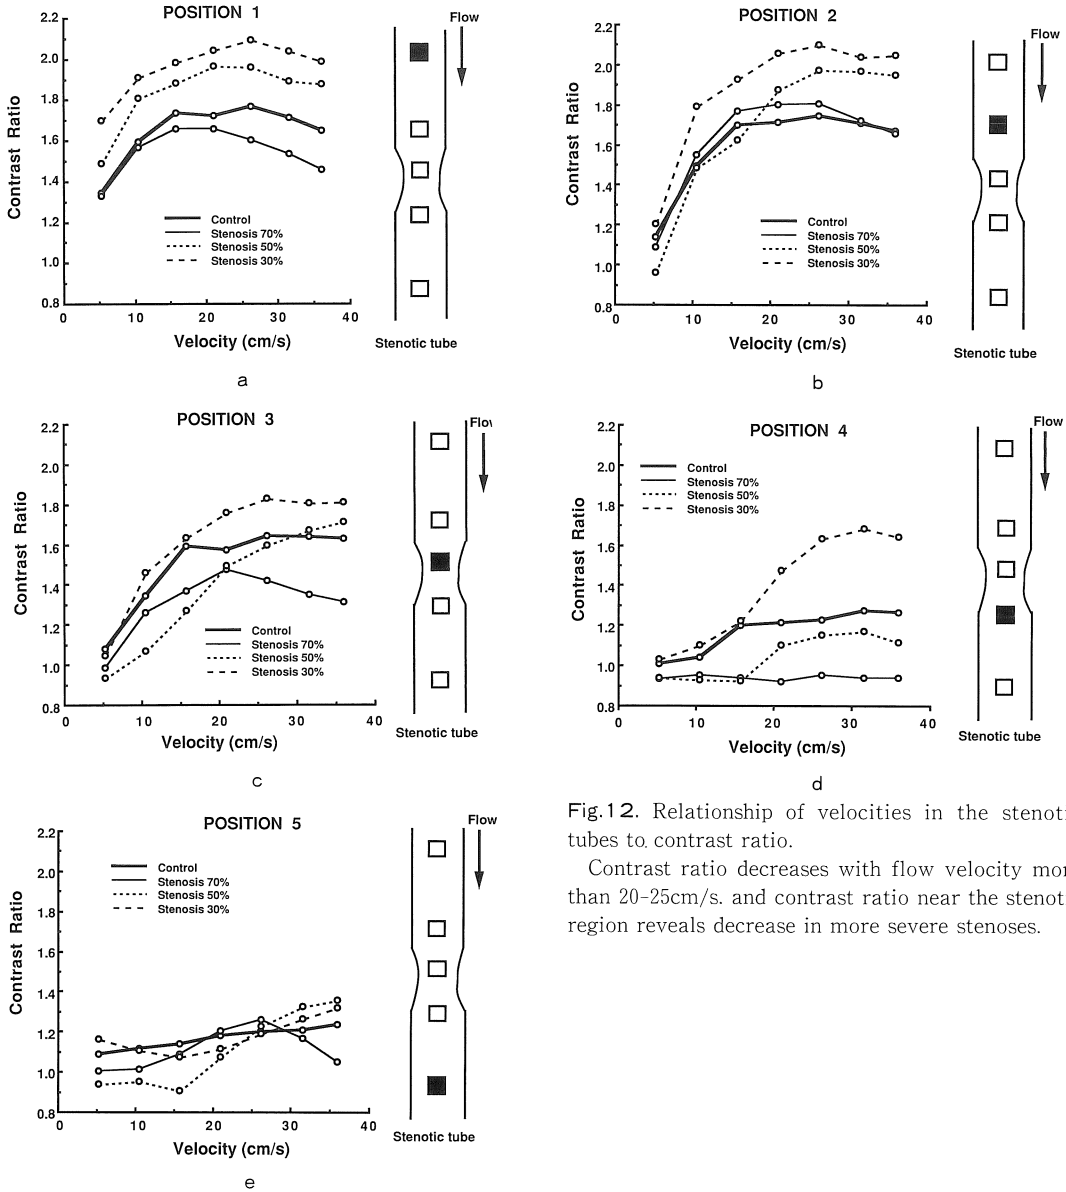 POSITION 1
Flow
2.2
2.0
1.8
1.6
1.4
1.2
1.0
0.8
Contrast Ratio
Control
Stenosis 70%
Stenosis 50%
Stenosis 30%
0 10 20 30 40
Velocity (cm/s)
Stenotic tube
a
POSITION 2
Flow
2.2
2.0
1.8
1.6
1.4
1.2
1.0
0.8
Contrast Ratio
Control
Stenosis 70%
Stenosis 50%
Stenosis 30%
0 10 20 30 40
Velocity (cm/s)
Stenotic tube
b
POSITION 3
Flov
2.2
2.0
1.8
1.6
1.4
1.2
1.0
0.8
Contrast Ratio
Control
Stenosis 70%
Stenosis 50%
Stenosis 30%
0 10 20 30 40
Velocity (cm/s)
Stenotic tube
c
POSITION 4
Flow
2.2
2.0
1.8
1.6
1.4
1.2
1.0
0.8
Contrast Ratio
Control
Stenosis 70%
Stenosis 50%
Stenosis 30%
0 10 20 30 40
Velocity (cm/s)
Stenotic tube
d
POSITION 5
Flow
2.2
2.0
1.8
1.6
1.4
1.2
1.0
0.8
Contrast Ratio
Control
Stenosis 70%
Stenosis 50%
Stenosis 30%
0 10 20 30 40
Velocity (cm/s)
Stenotic tube
e
Fig.12. Relationship of velocities in the stenoti
tubes to contrast ratio.
Contrast ratio decreases with flow velocity mor
than 20-25cm/s. and contrast ratio near the stenoti
region reveals decrease in more severe stenoses.